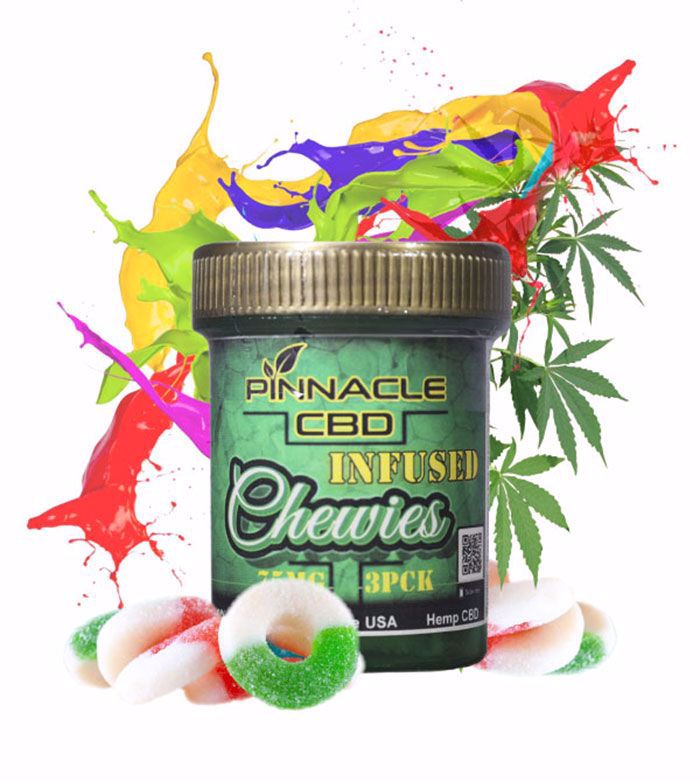 PINNACLE
CBD
INFUSED
Chewies
75MG 3PCK
USA Hemp CBD